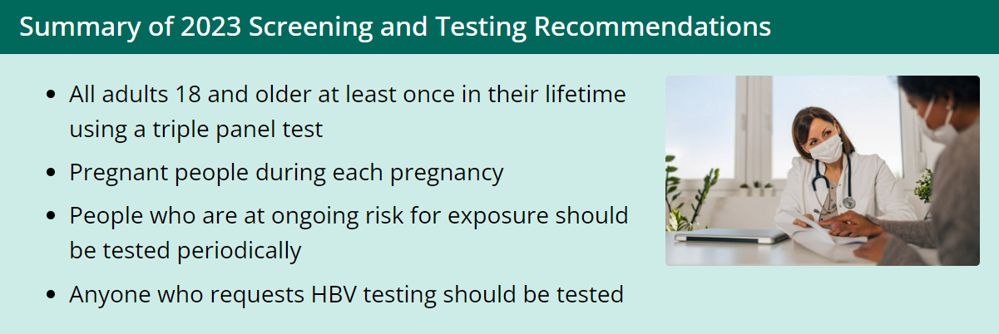 Summary of 2023 Screening and Testing Recommendations
• All adults 18 and older at least once in their lifetime
using a triple panel test
• Pregnant people during each pregnancy
• People who are at ongoing risk for exposure should
be tested periodically
• Anyone who requests HBV testing should be tested